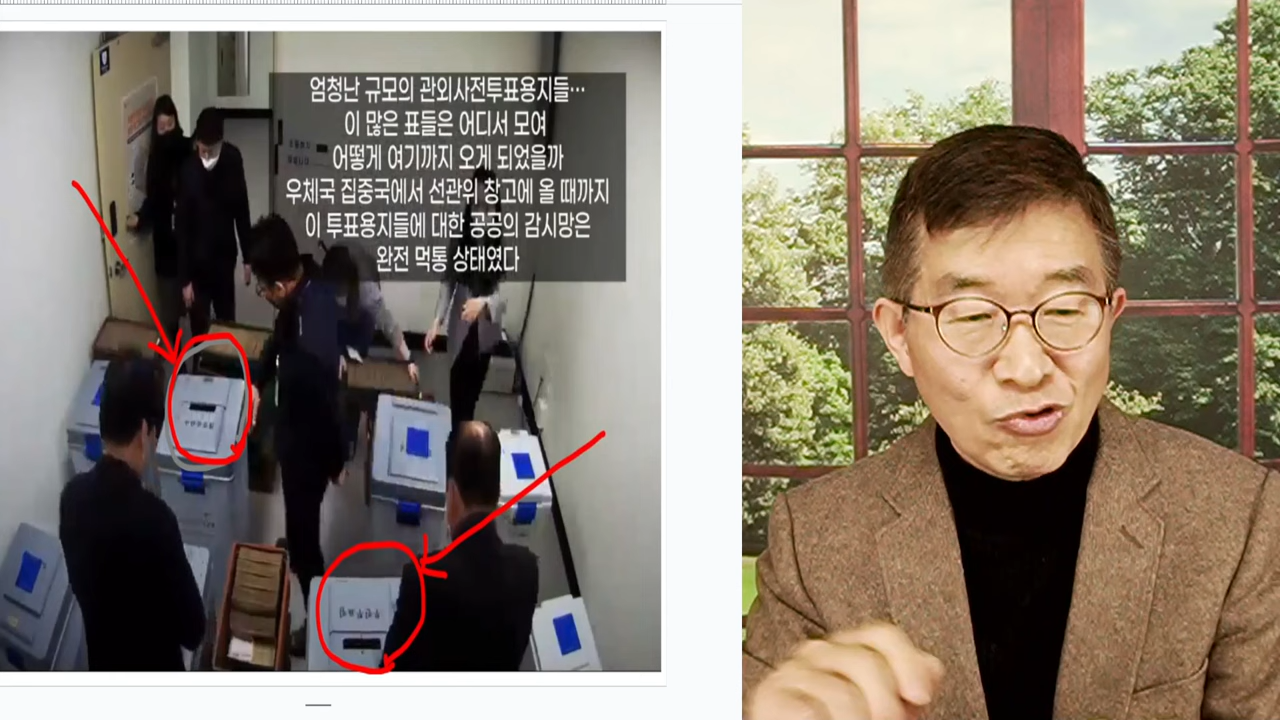 엄청난 규모의 관외사전투표용지들…
이 많은 표들은 어디서 모여
어떻게 여기까지 오게 되었을까
우체국 집중국에서 선관위 창고에 올 때까지
이 투표용지들에 대한 공공의 감시망은
완전 먹통 상태였다